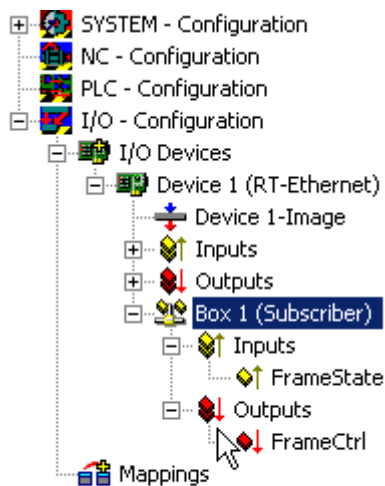 SYSTEM - Configuration
NC - Configuration
PLC - Configuration
I/O - Configuration
I/O Devices
Device 1 (RT-Ethernet)
Device 1-Image
Inputs
Outputs
Box 1 (Subscriber)
Inputs
FrameState
Outputs
FrameCtrl
Mappings